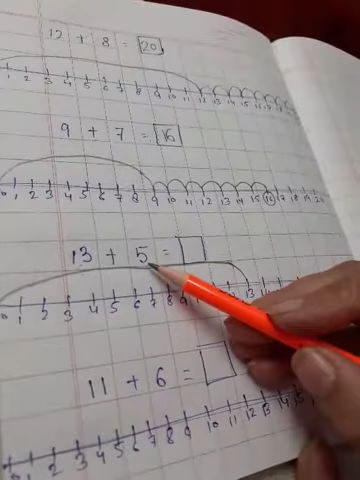 12 + 8 = 20
1 2 3 4 5 6 7 8 9 10 11 12 13 14 15 16 17
9 + 7 = 16
0 1 2 3 4 5 6 7 8 9 10 11 12 13 14 15 16 17 18 19 20
13 + 5 =
0 1 2 3 4 5 6 7 8 9 12 13
11 + 6 =
1 2 3 4 5 6 7 8 9 10 11 12 13 14 15